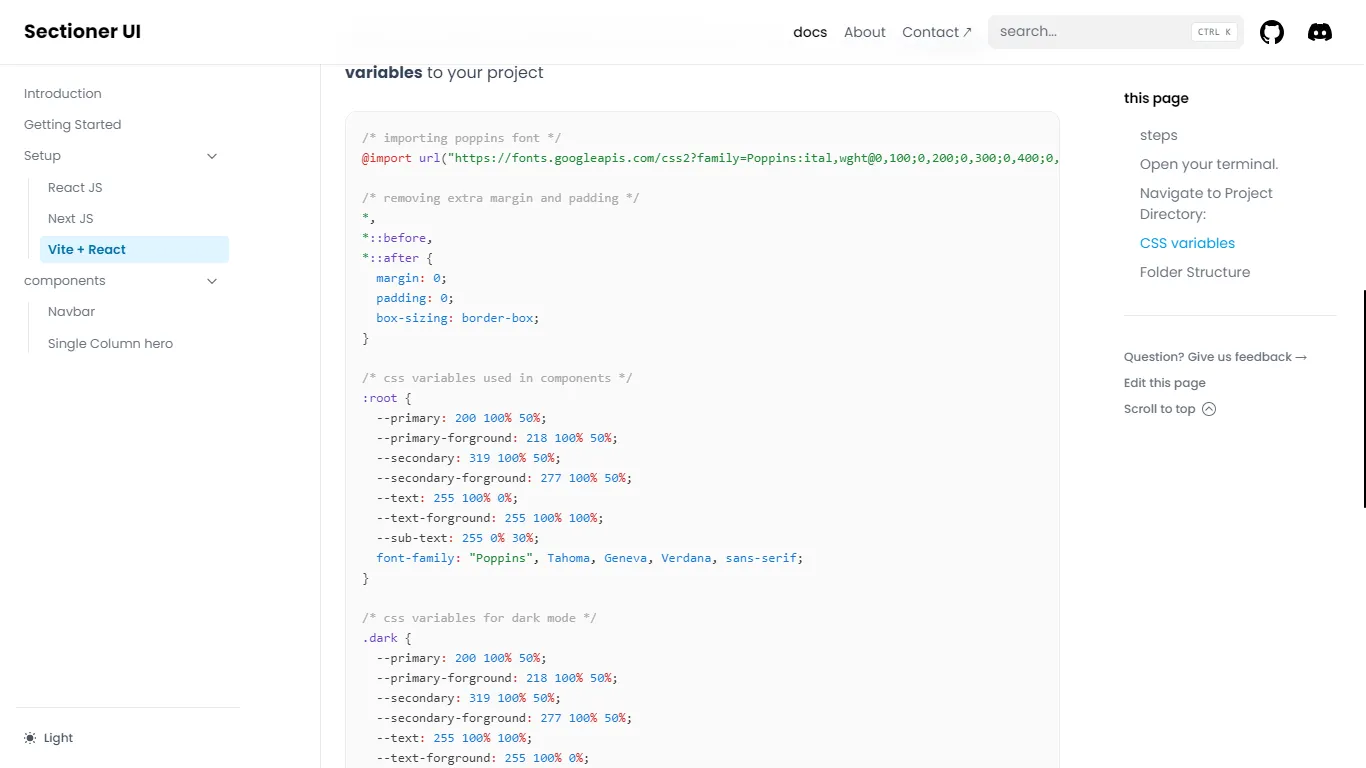 Sectioner UI
docs
About
Contact ↗
search...
CTRL K
Introduction
Getting Started
Setup
React JS
Next JS
Vite + React
components
Navbar
Single Column hero
Light
variables to your project
/* importing poppins font */
@import url("https://fonts.googleapis.com/css2?family=Poppins:ital,wght@0,100;0,200;0,300;0,400;0,
/* removing extra margin and padding */
*,
*::before,
*::after {
margin: 0;
padding: 0;
box-sizing: border-box;
}
/* css variables used in components */
:root {
--primary: 200 100% 50%;
--primary-forground: 218 100% 50%;
--secondary: 319 100% 50%;
--secondary-forground: 277 100% 50%;
--text: 255 100% 0%;
--text-forground: 255 100% 100%;
--sub-text: 255 0% 30%;
font-family: "Poppins", Tahoma, Geneva, Verdana, sans-serif;
}
/* css variables for dark mode */
.dark {
--primary: 200 100% 50%;
--primary-forground: 218 100% 50%;
--secondary: 319 100% 50%;
--secondary-forground: 277 100% 50%;
--text: 255 100% 100%;
--text-forground: 255 100% 0%;
this page
steps
Open your terminal.
Navigate to Project
Directory:
CSS variables
Folder Structure
Question? Give us feedback →
Edit this page
Scroll to top